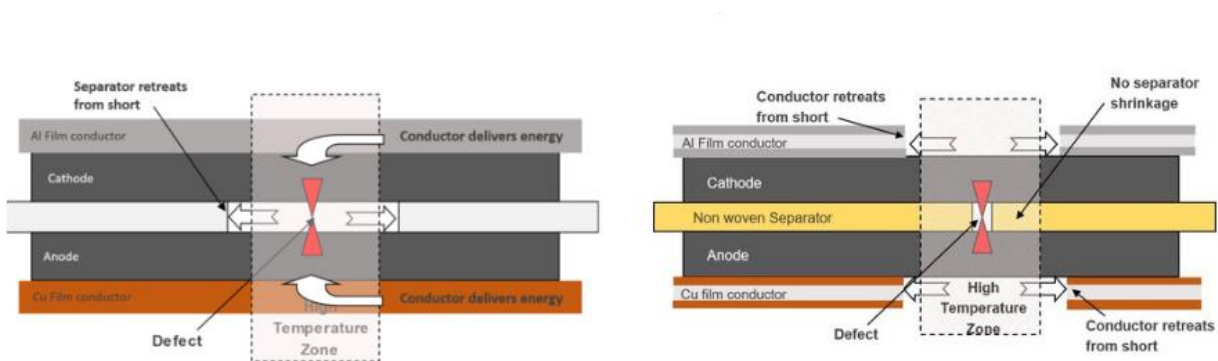 Separator retreats
from short
Al Film conductor
Conductor delivers energy
Cathode
Anode
Cu Film conductor
Conductor delivers energy
Defect
High
Temperature
Zone
Conductor retreats
from short
No separator
shrinkage
Al Film conductor
Cathode
Non woven Separator
Anode
Cu film conductor
High
Temperature
Zone
Defect
Conductor retreats
from short